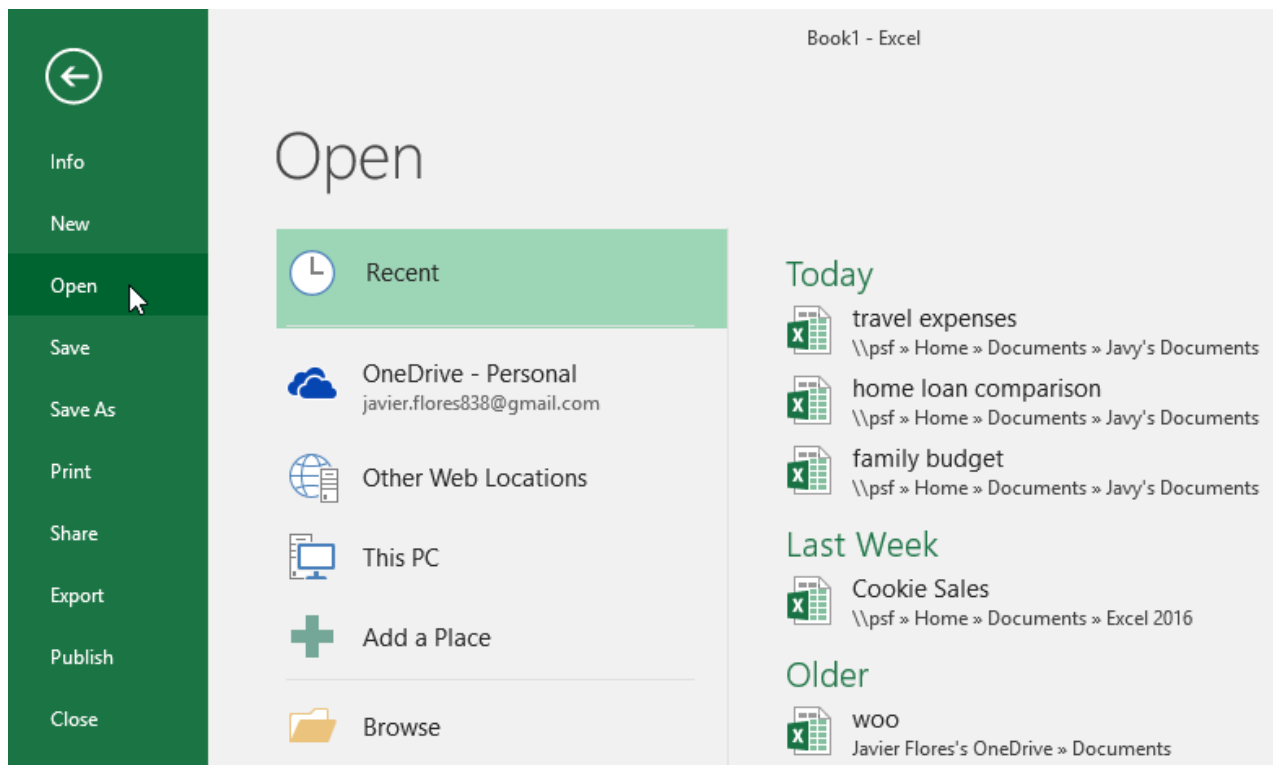 Book1 - Excel
Info
New
Open
Save
Save As
Print
Share
Export
Publish
Close
Open
Recent
OneDrive - Personal
javier.flores838@gmail.com
Other Web Locations
This PC
Add a Place
Browse
Today
travel expenses
\\psf » Home » Documents » Javy's Documents
home loan comparison
\\psf » Home » Documents » Javy's Documents
family budget
\\psf » Home » Documents » Javy's Documents
Last Week
Cookie Sales
\\psf » Home » Documents » Excel 2016
Older
woo
Javier Flores's OneDrive » Documents